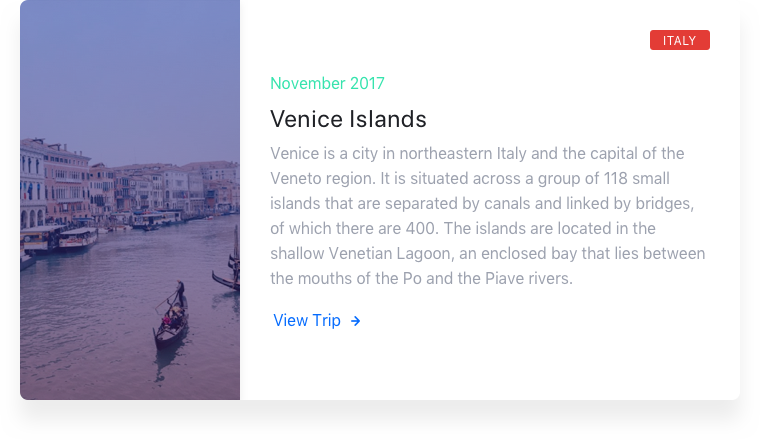 ITALY
November 2017
Venice Islands
Venice is a city in northeastern Italy and the capital of the
Veneto region. It is situated across a group of 118 small
islands that are separated by canals and linked by bridges,
of which there are 400. The islands are located in the
shallow Venetian Lagoon, an enclosed bay that lies between
the mouths of the Po and the Piave rivers.
View Trip